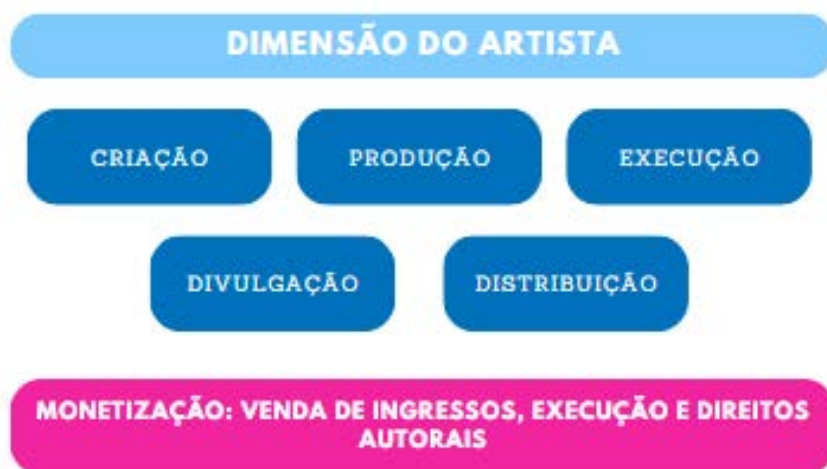 DIMENSÃO DO ARTISTA
CRIAÇÃO
PRODUÇÃO
EXECUÇÃO
DIVULGAÇÃO
DISTRIBUIÇÃO
MONETIZAÇÃO: VENDA DE INGRESSOS, EXECUÇÃO E DIREITOS
AUTORAIS